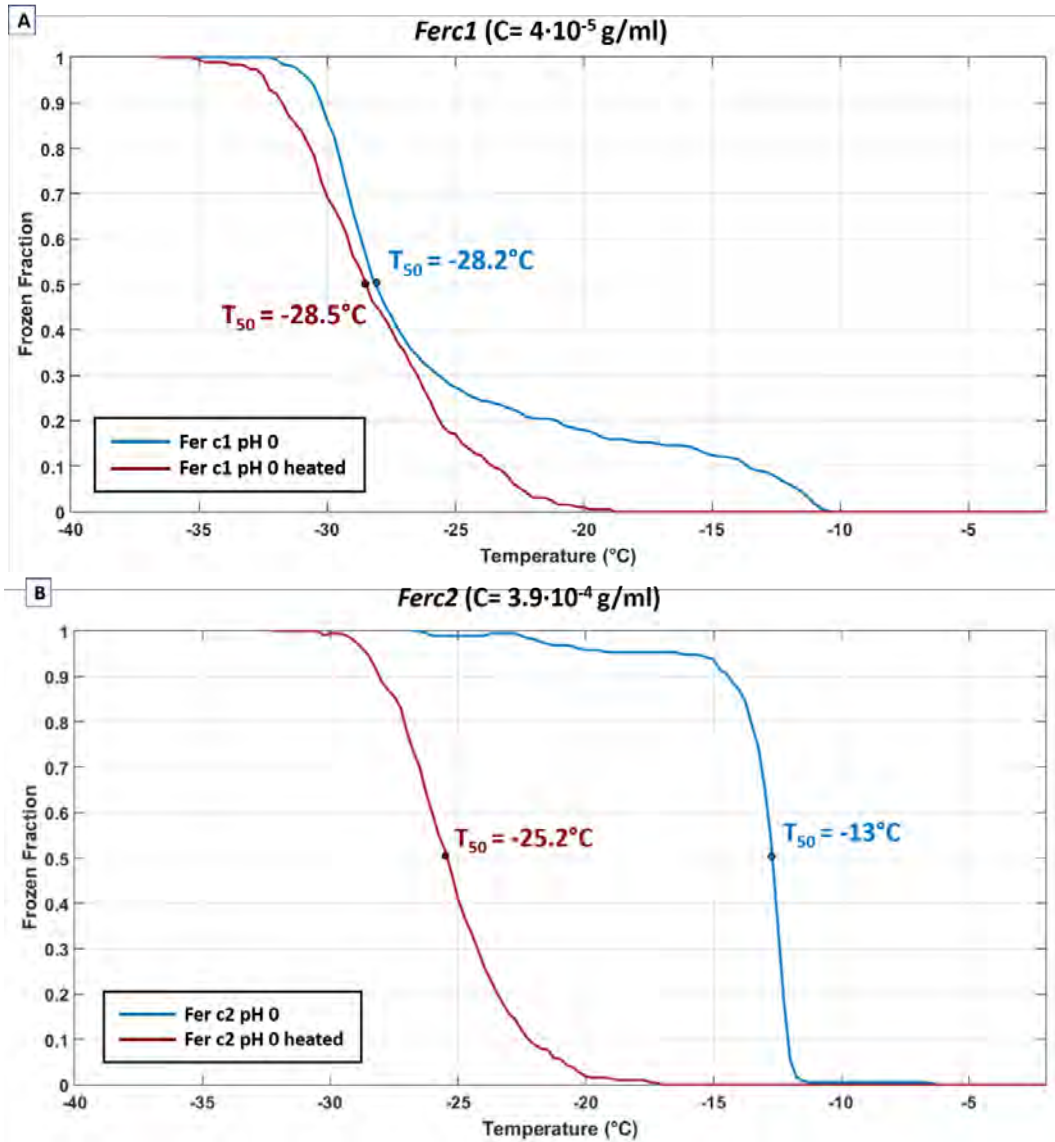 A
Ferc1 (C= 4·10⁻⁵ g/ml)
1
0.9
0.8
0.7
0.6
0.5
0.4
0.3
0.2
0.1
0
Frozen Fraction
T₅₀ = -28.2°C
T₅₀ = -28.5°C
Fer c1 pH 0
Fer c1 pH 0 heated
-40 -35 -30 -25 -20 -15 -10 -5
Temperature (°C)
B
Ferc2 (C= 3.9·10⁻⁴ g/ml)
1
0.9
0.8
0.7
0.6
0.5
0.4
0.3
0.2
0.1
0
Frozen Fraction
T₅₀ = -25.2°C
T₅₀ = -13°C
Fer c2 pH 0
Fer c2 pH 0 heated
-40 -35 -30 -25 -20 -15 -10 -5
Temperature (°C)